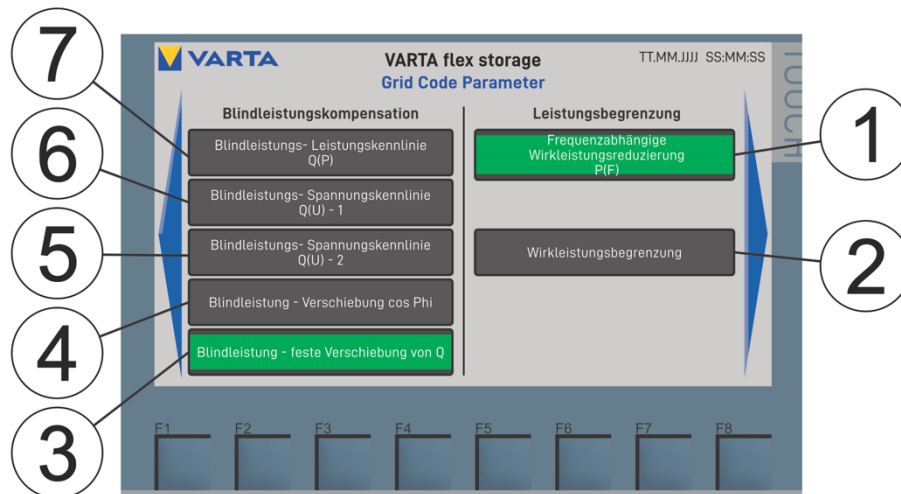 VARTA
VARTA flex storage
TT.MM.JJJJ SS:MM:SS
Grid Code Parameter
TOUCH
Blindleistungskompensation
Blindleistungs- Leistungskennlinie
Q(P)
Blindleistungs- Spannungskennlinie
Q(U) - 1
Blindleistungs- Spannungskennlinie
Q(U) - 2
Blindleistung - Verschiebung cos Phi
Blindleistung - feste Verschiebung von Q
Leistungsbegrenzung
Frequenzabhängige
Wirkleistungsreduzierung
P(F)
Wirkleistungsbegrenzung
7
6
5
4
3
1
2
F1 F2 F3 F4 F5 F6 F7 F8